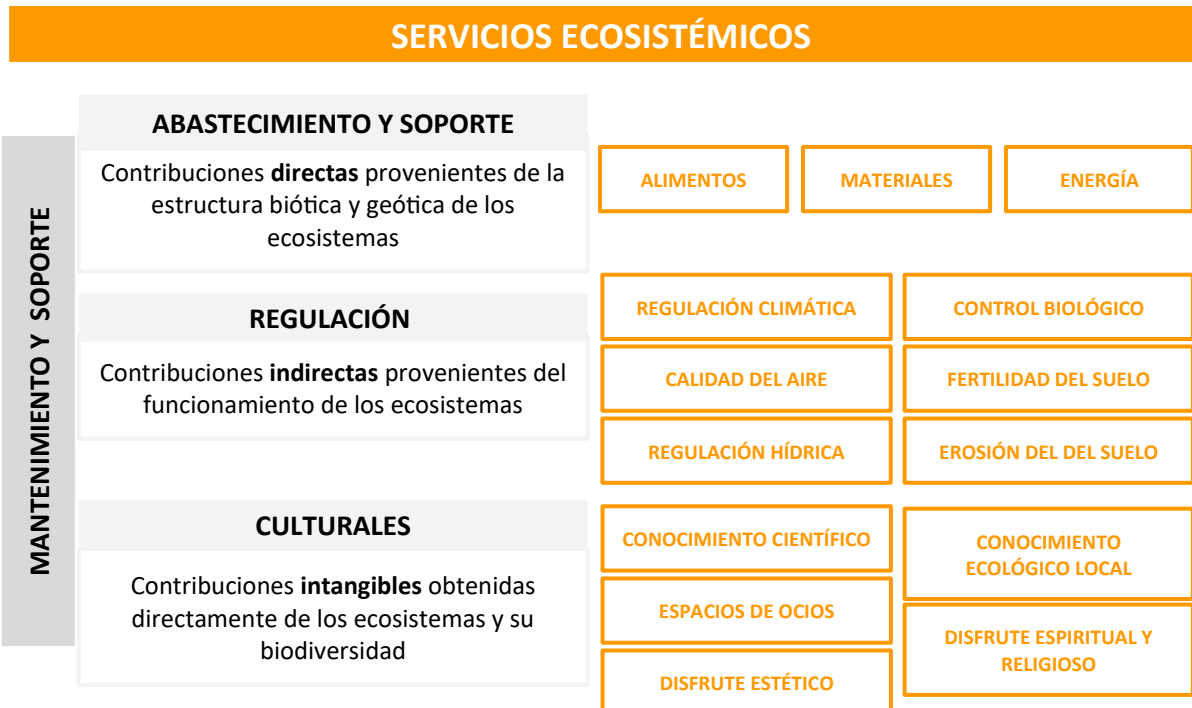 SERVICIOS ECOSISTÉMICOS
MANTENIMIENTO Y SOPORTE
ABASTECIMIENTO Y SOPORTE
Contribuciones directas provenientes de la
estructura biótica y geótica de los
ecosistemas
ALIMENTOS
MATERIALES
ENERGÍA
REGULACIÓN
Contribuciones indirectas provenientes del
funcionamiento de los ecosistemas
REGULACIÓN CLIMÁTICA
CONTROL BIOLÓGICO
CALIDAD DEL AIRE
FERTILIDAD DEL SUELO
REGULACIÓN HÍDRICA
EROSIÓN DEL DEL SUELO
CULTURALES
Contribuciones intangibles obtenidas
directamente de los ecosistemas y su
biodiversidad
CONOCIMIENTO CIENTÍFICO
CONOCIMIENTO
ECOLÓGICO LOCAL
ESPACIOS DE OCIOS
DISFRUTE ESPIRITUAL Y
RELIGIOSO
DISFRUTE ESTÉTICO